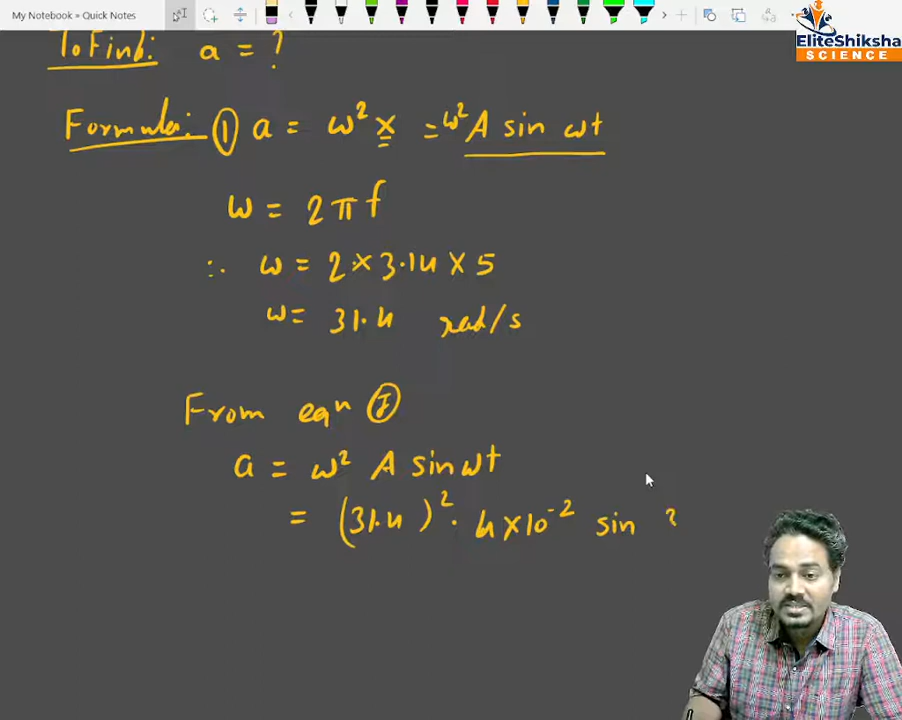 My Notebook » Quick Notes
EliteShiksha
SCIENCE
To Find: a = ?
Formula: ① a = ω² x = ω² A sin ωt
ω = 2πf
∴ ω = 2 × 3.14 × 5
ω = 31.4 rad/s
From eqn Ⓘ
a = ω² A sin ωt
= (31.4)² . 4×10⁻² sin